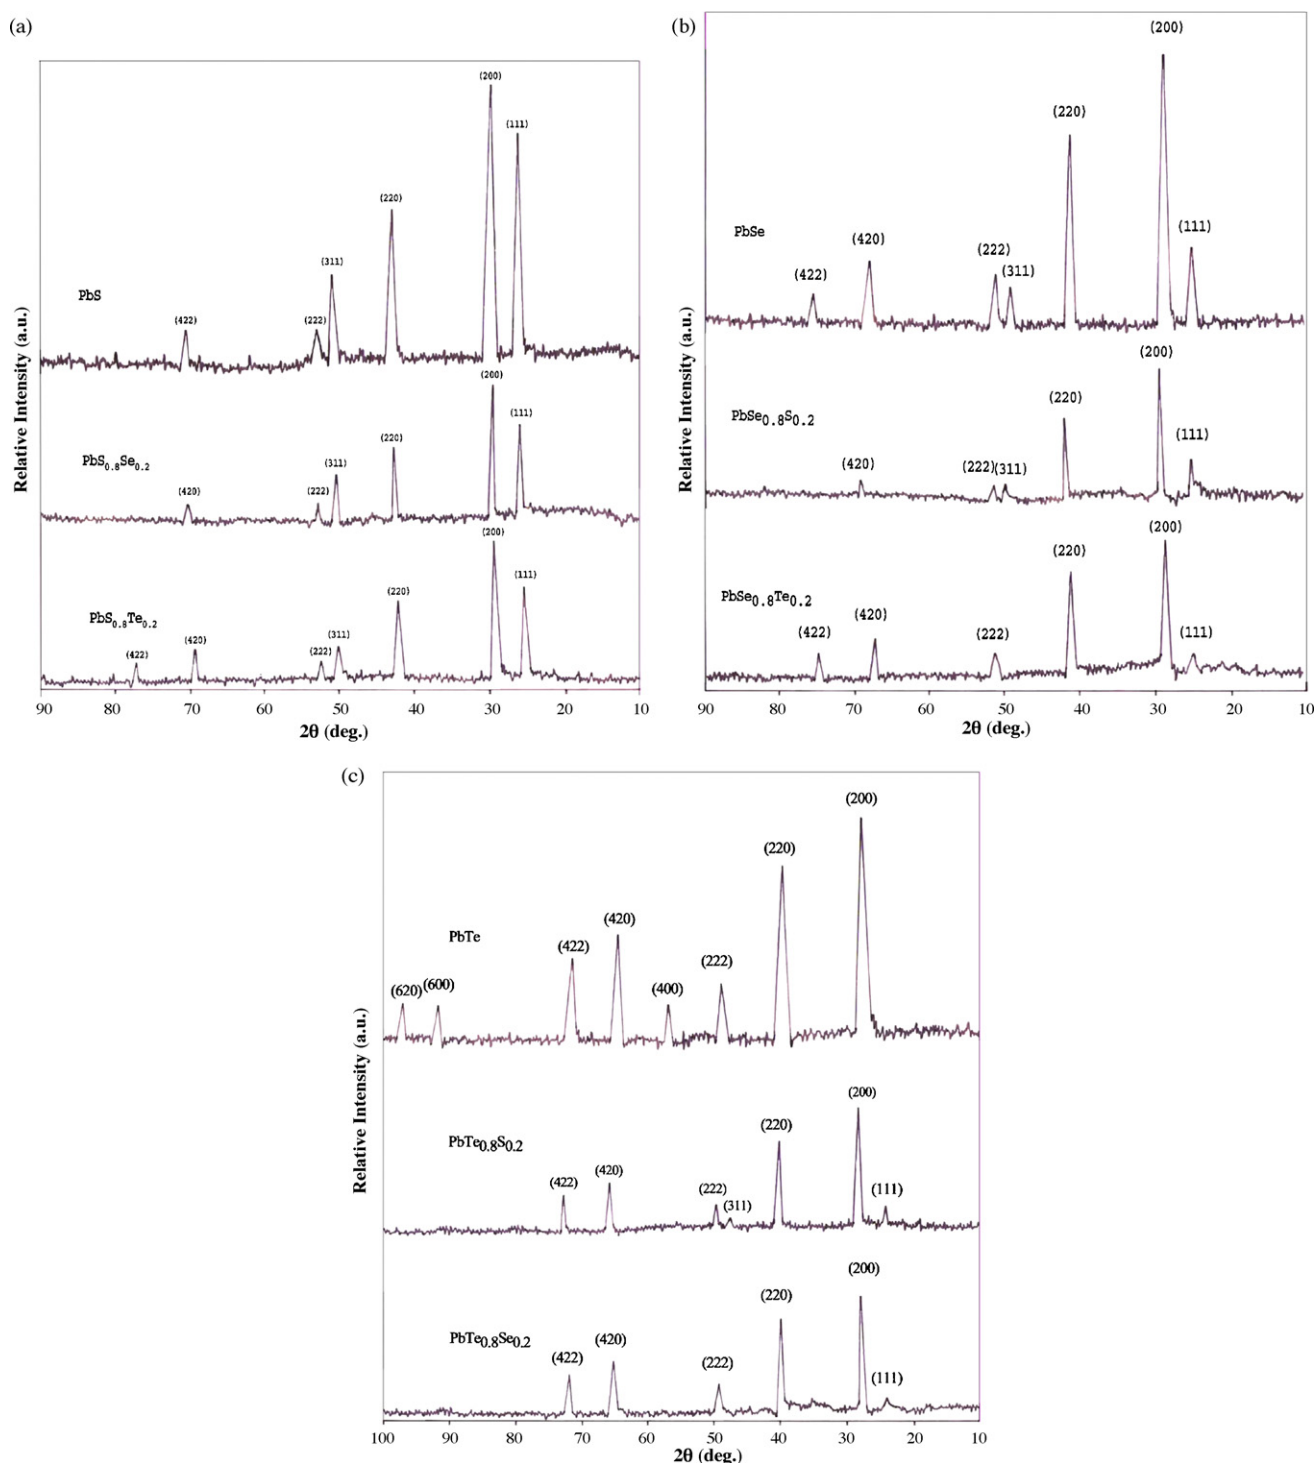 (a)
(200)
(111)
(220)
(311)
PbS
(422)
(222)
(200)
(111)
(220)
PbS0.8Se0.2
(311)
(420)
(222)
(200)
(111)
(220)
PbS0.8Te0.2
(311)
(420)
(222)
(422)
90 80 70 60 50 40 30 20 10
2θ (deg.)
Relative Intensity (a.u.)
(b)
(200)
(220)
PbSe
(420)
(111)
(222)
(311)
(422)
(200)
(220)
PbSe0.8S0.2
(111)
(420)
(222)
(311)
(200)
(220)
PbSe0.8Te0.2
(420)
(422)
(222)
(111)
90 80 70 60 50 40 30 20 10
2θ (deg.)
Relative Intensity (a.u.)
(c)
(200)
(220)
(420)
PbTe
(422)
(222)
(620)
(600)
(400)
(200)
(220)
PbTe0.8S0.2
(420)
(422)
(222)
(311)
(111)
(200)
(220)
PbTe0.8Se0.2
(420)
(422)
(222)
(111)
100 90 80 70 60 50 40 30 20 10
2θ (deg.)
Relative Intensity (a.u.)